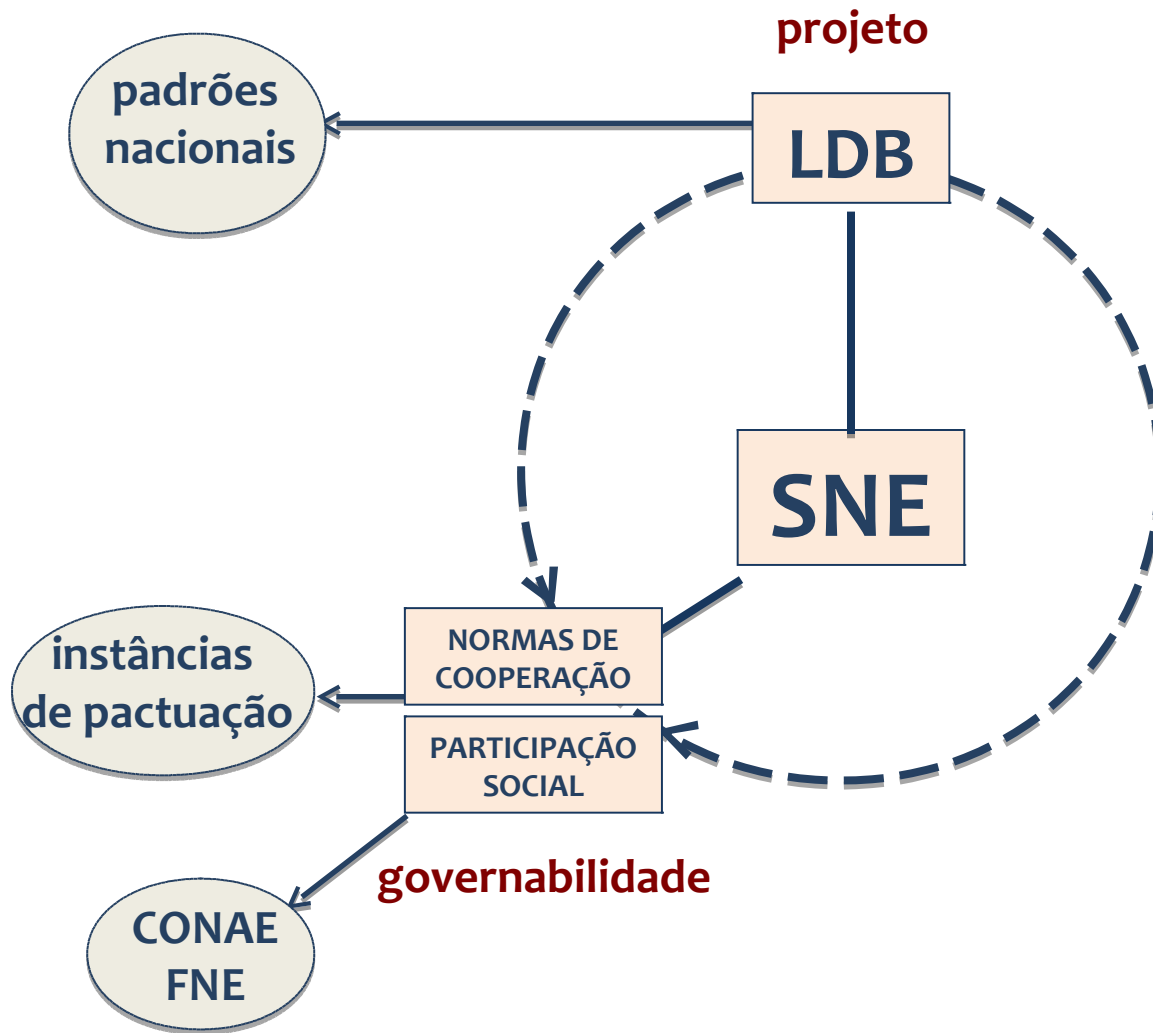 projeto
padrões
nacionais
LDB
SNE
NORMAS DE
COOPERAÇÃO
instâncias
de pactuação
PARTICIPAÇÃO
SOCIAL
governabilidade
CONAE
FNE